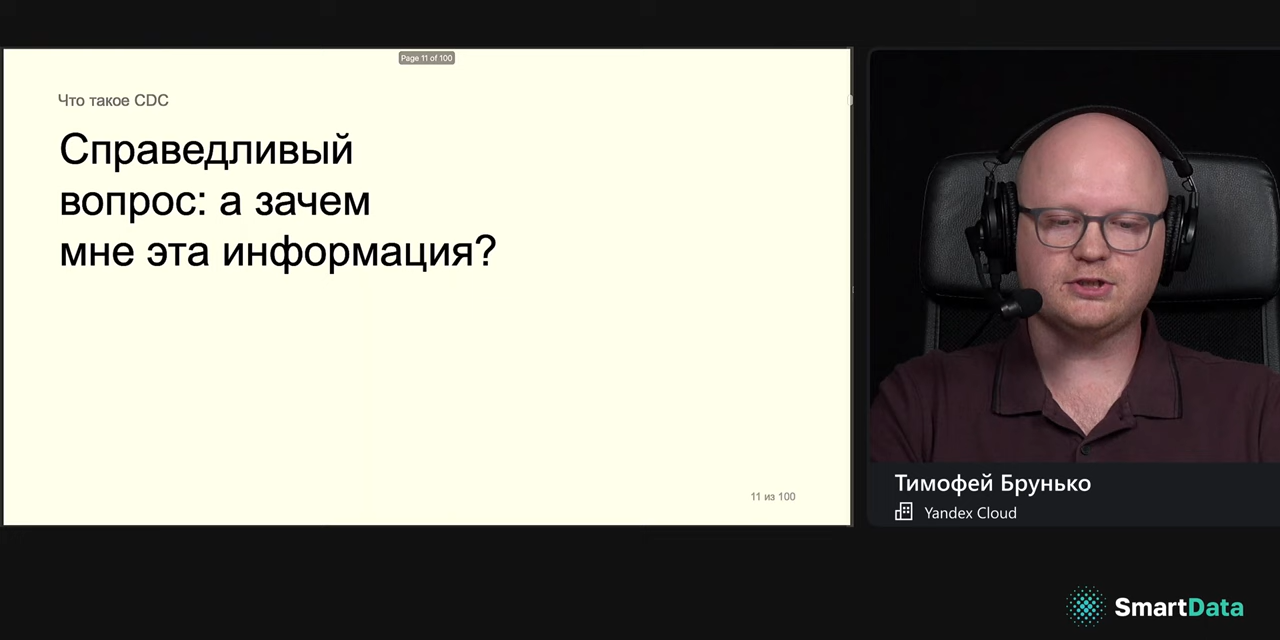 Page 11 of 100
Что такое CDC
Справедливый
вопрос: а зачем
мне эта информация?
11 из 100
Тимофей Брунько
Yandex Cloud
SmartData